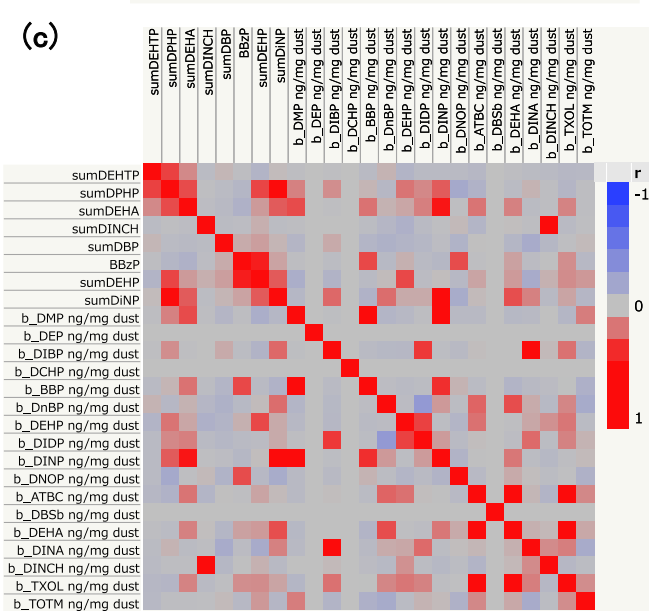 (c)
sumDEHTP
sumDPHP
sumDEHA
sumDINCH
sumDBP
BBzP
sumDEHP
sumDiNP
b_DMP ng/mg dust
b_DEP ng/mg dust
b_DIBP ng/mg dust
b_DCHP ng/mg dust
b_BBP ng/mg dust
b_DnBP ng/mg dust
b_DEHP ng/mg dust
b_DIDP ng/mg dust
b_DINP ng/mg dust
b_DNOP ng/mg dust
b_ATBC ng/mg dust
b_DBSb ng/mg dust
b_DEHA ng/mg dust
b_DINA ng/mg dust
b_DINCH ng/mg dust
b_TXOL ng/mg dust
b_TOTM ng/mg dust
sumDEHTP
sumDPHP
sumDEHA
sumDINCH
sumDBP
BBzP
sumDEHP
sumDiNP
b_DMP ng/mg dust
b_DEP ng/mg dust
b_DIBP ng/mg dust
b_DCHP ng/mg dust
b_BBP ng/mg dust
b_DnBP ng/mg dust
b_DEHP ng/mg dust
b_DIDP ng/mg dust
b_DINP ng/mg dust
b_DNOP ng/mg dust
b_ATBC ng/mg dust
b_DBSb ng/mg dust
b_DEHA ng/mg dust
b_DINA ng/mg dust
b_DINCH ng/mg dust
b_TXOL ng/mg dust
b_TOTM ng/mg dust
r
-1
0
1